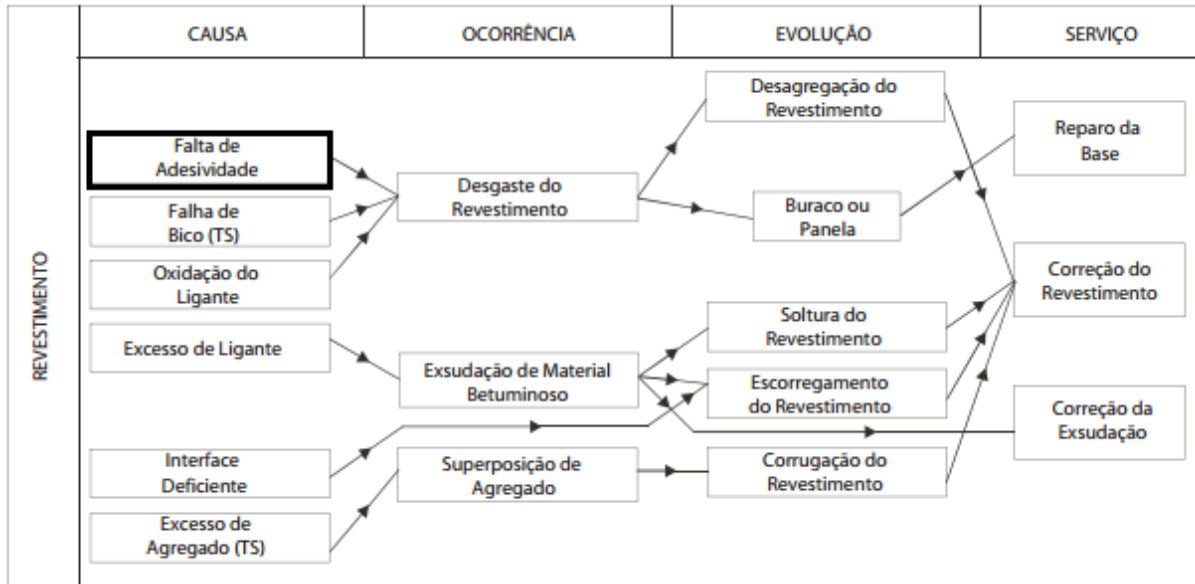 CAUSA
OCORRÊNCIA
EVOLUÇÃO
SERVIÇO
REVESTIMENTO
Falta de
Adesividade
Falha de
Bico (TS)
Oxidação do
Ligante
Excesso de Ligante
Interface
Deficiente
Excesso de
Agregado (TS)
Desgaste do
Revestimento
Exsudação de Material
Betuminoso
Superposição de
Agregado
Desagregação do
Revestimento
Buraco ou
Panela
Soltura do
Revestimento
Escorregamento
do Revestimento
Corrugação do
Revestimento
Reparo da
Base
Correção do
Revestimento
Correção da
Exsudação